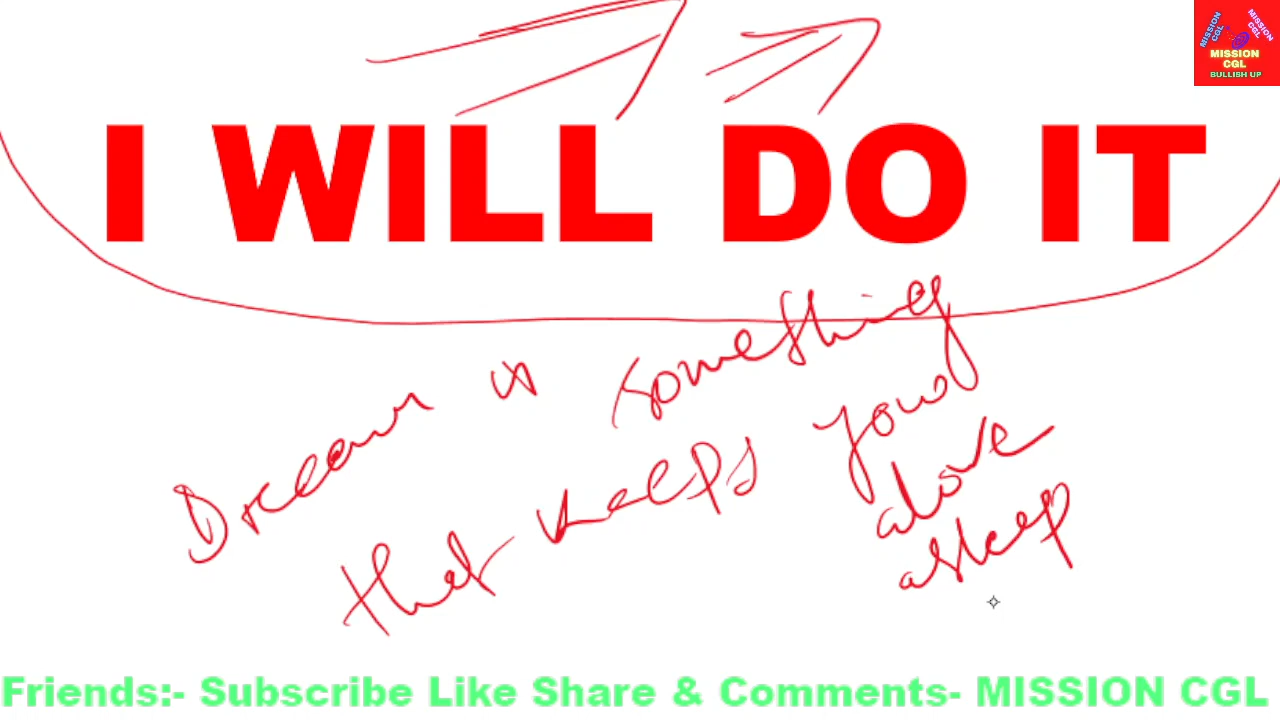 MISSION CGL
MISSION CGL
MISSION
CGL
BULLISH UP
I WILL DO IT
Dream is something
that keeps you
asleep
Friends:- Subscribe Like Share & Comments- MISSION CGL